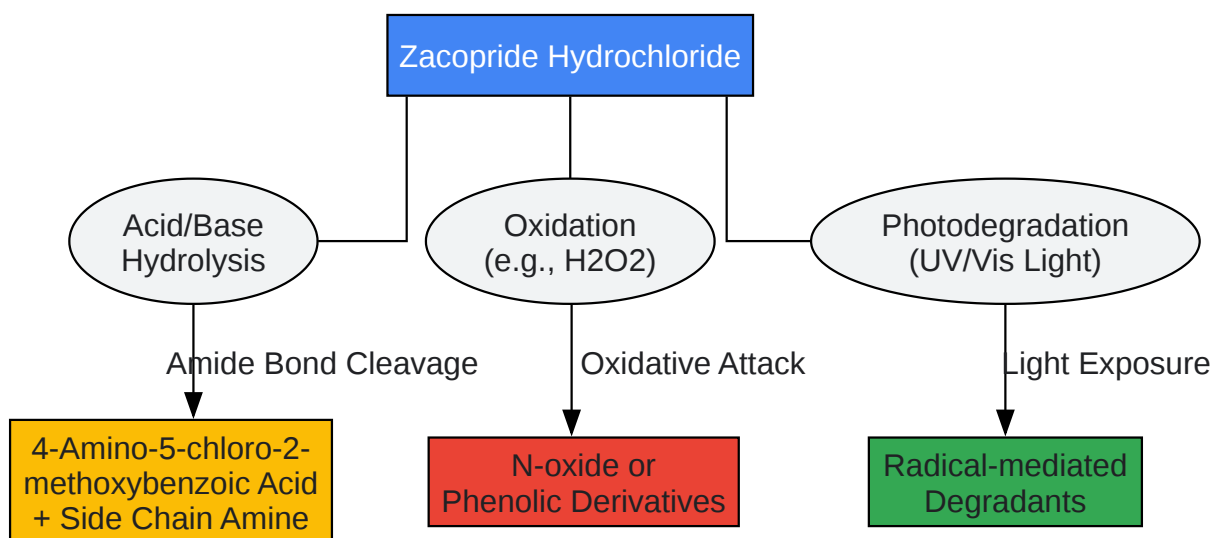 Zacopride Hydrochloride
Acid/Base
Hydrolysis
Oxidation
(e.g., H2O2)
Photodegradation
(UV/Vis Light)
Amide Bond Cleavage
Oxidative Attack
Light Exposure
4-Amino-5-chloro-2-
methoxybenzoic Acid
+ Side Chain Amine
N-oxide or
Phenolic Derivatives
Radical-mediated
Degradants